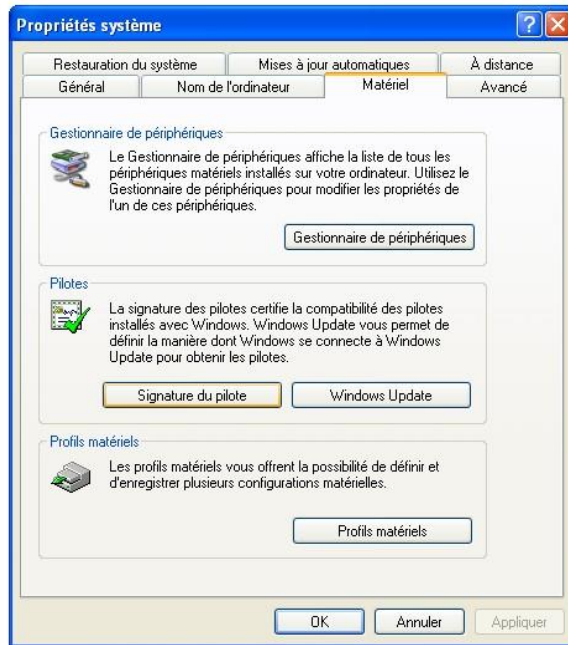 Propriétés système
Restauration du système
Mises à jour automatiques
À distance
Général
Nom de l'ordinateur
Matériel
Avancé
Gestionnaire de périphériques
Le Gestionnaire de périphériques affiche la liste de tous les
périphériques matériels installés sur votre ordinateur. Utilisez le
Gestionnaire de périphériques pour modifier les propriétés de
l'un de ces périphériques.
Gestionnaire de périphériques
Pilotes
La signature des pilotes certifie la compatibilité des pilotes
installés avec Windows. Windows Update vous permet de
définir la manière dont Windows se connecte à Windows
Update pour obtenir les pilotes.
Signature du pilote
Windows Update
Profils matériels
Les profils matériels vous offrent la possibilité de définir et
d'enregistrer plusieurs configurations matérielles.
Profils matériels
OK
Annuler
Appliquer